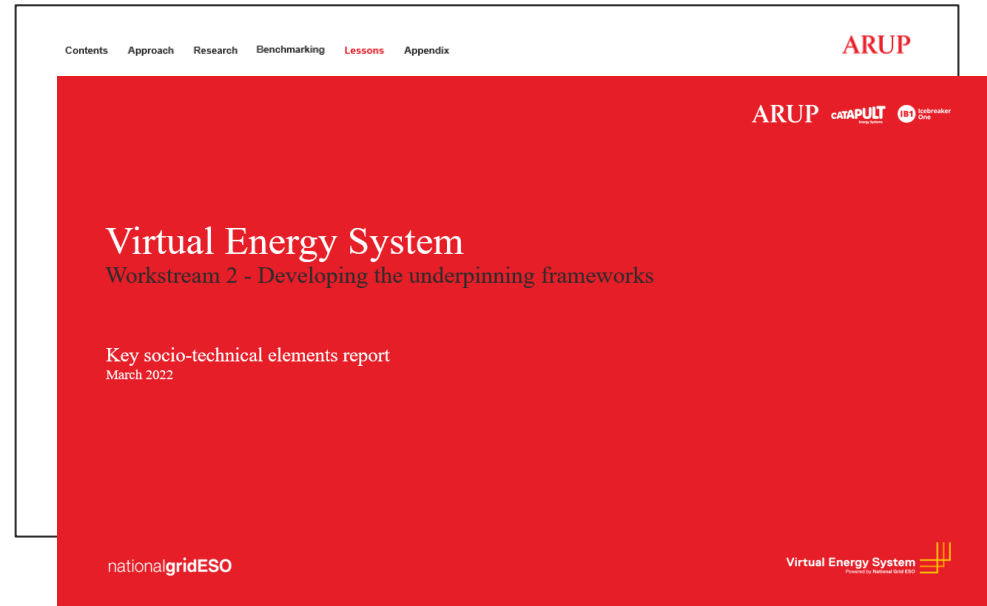 Contents Approach Research Benchmarking Lessons Appendix ARUP
ARUP CATAPULT Energy Systems IB1 Icebreaker One
Virtual Energy System
Workstream 2 - Developing the underpinning frameworks
Key socio-technical elements report
March 2022
nationalgridESO
Virtual Energy System
Powered by National Grid ESO